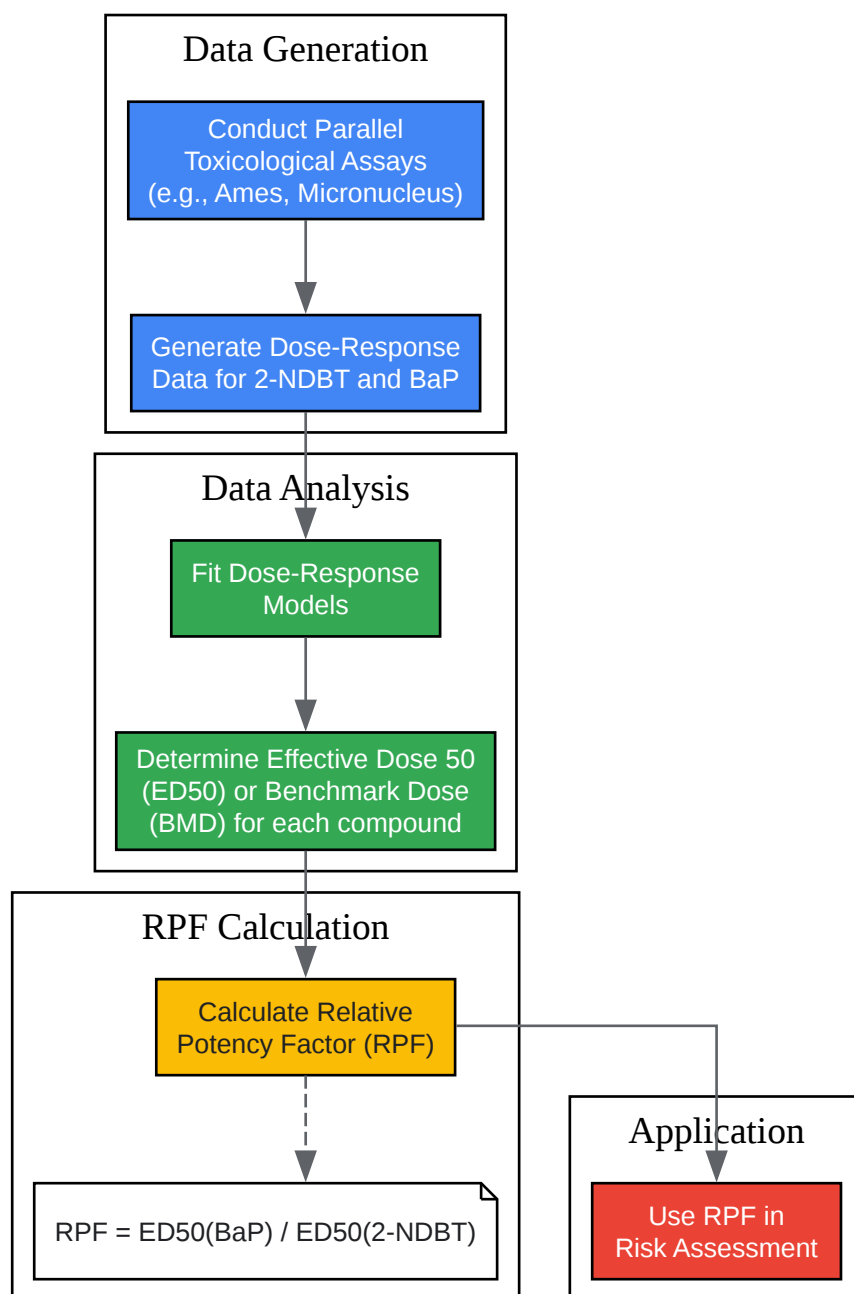 Data Generation
Conduct Parallel
Toxicological Assays
(e.g., Ames, Micronucleus)
Generate Dose-Response
Data for 2-NDBT and BaP
Data Analysis
Fit Dose-Response
Models
Determine Effective Dose 50
(ED50) or Benchmark Dose
(BMD) for each compound
RPF Calculation
Calculate Relative
Potency Factor (RPF)
RPF = ED50(BaP) / ED50(2-NDBT)
Application
Use RPF in
Risk Assessment